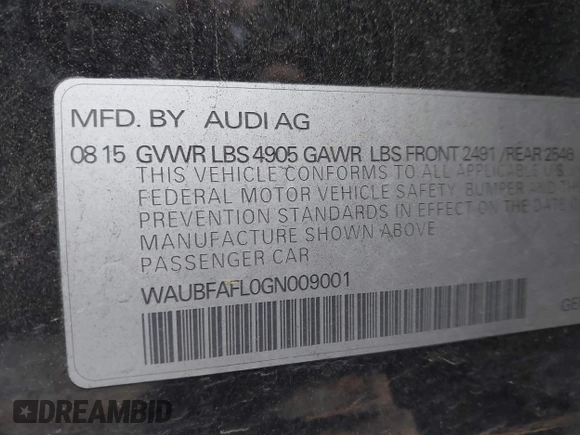 MFD. BY AUDI AG
08 15 GVWR LBS 4905 GAWR LBS FRONT 2491 /REAR 2546
THIS VEHICLE CONFORMS TO ALL APPLICABLE U.S.
FEDERAL MOTOR VEHICLE SAFETY, BUMPER AND
PREVENTION STANDARDS IN EFFECT ON THE DATE
MANUFACTURE SHOWN ABOVE.
PASSENGER CAR
WAUBFAFL0GN009001
GE
DREAMBID